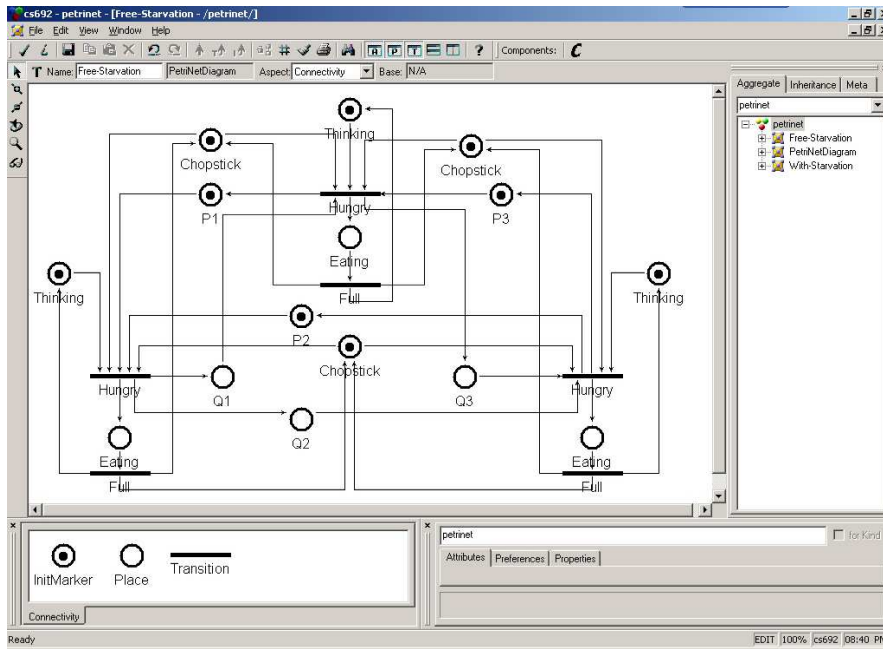 cs692 - petrinet - [Free-Starvation - /petrinet/]
File Edit View Window Help
Components:
Name: Free-Starvation PetriNetDiagram Aspect: Connectivity Base: N/A
Aggregate Inheritance Meta
petrinet
petrinet
Free-Starvation
PetriNetDiagram
With-Starvation
Thinking
Chopstick
Chopstick
P1
Hungry
P3
Eating
Full
Thinking
Thinking
P2
Chopstick
Hungry
Q1
Q3
Hungry
Q2
Eating
Eating
Full
Full
InitMarker
Place
Transition
Connectivity
petrinet
for Kind
Attributes Preferences Properties
Ready
EDIT 100% cs692 08:40